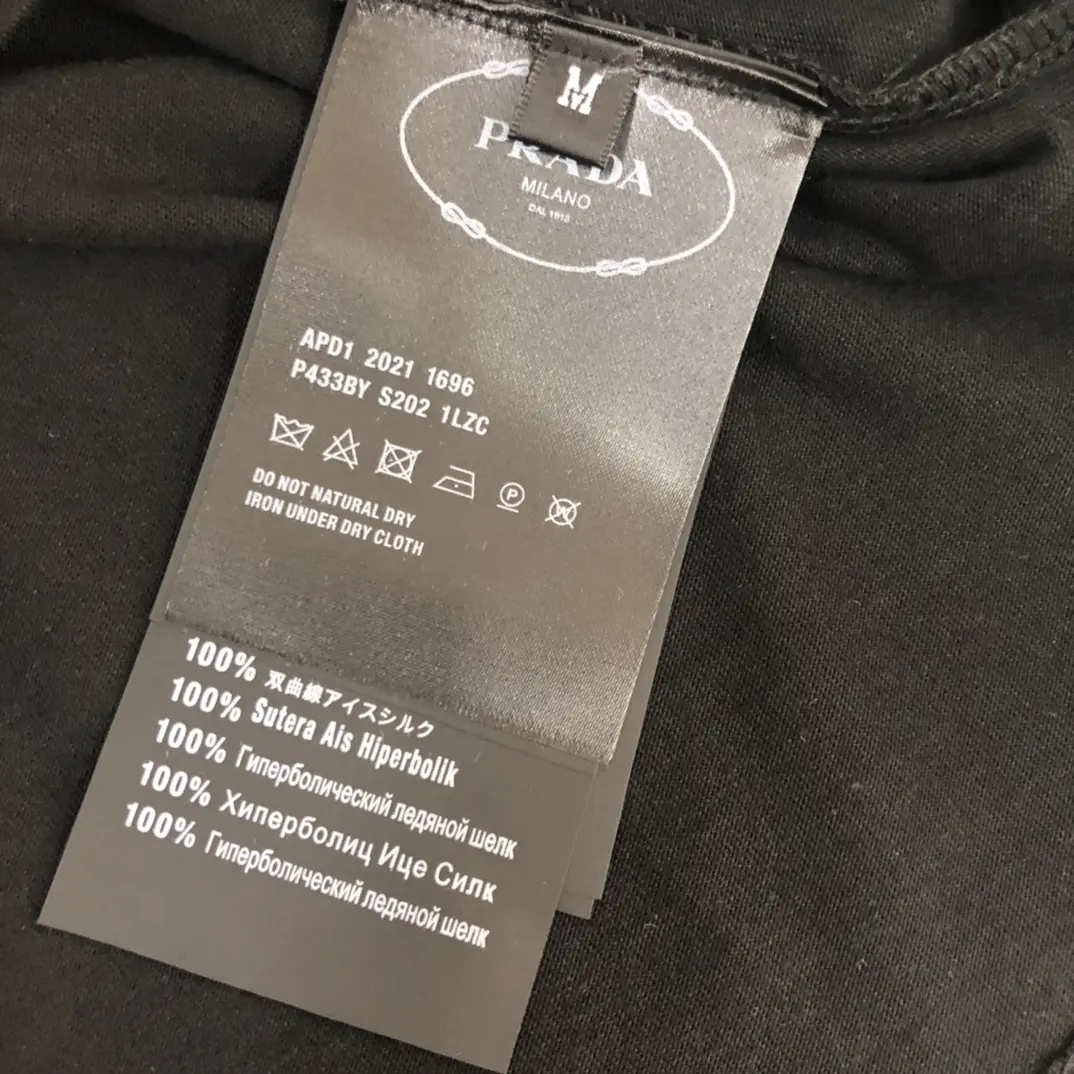 M
PRADA
MILANO
DAL 1913
APD1 2021 1696
P433BY S202 1LZC
P
W
DO NOT NATURAL DRY
IRON UNDER DRY CLOTH
100% 双曲線アイスシルク
100% Sutera Ais Hiperbolik
100% Гиперболический ледяной шелк
100% Хиперболиц Ице Силк
100% Гиперболический ледяной шелк